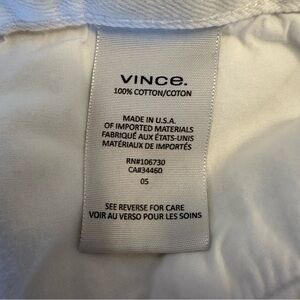 VINCE.
100% COTTON/COTON
MADE IN U.S.A.
OF IMPORTED MATERIALS
FABRIQUÉ AUX ÉTATS-UNIS
MATÉRIAUX DE IMPORTÉS
RN#106730
CA#34460
05
SEE REVERSE FOR CARE
VOIR AU VERSO POUR LES SOINS